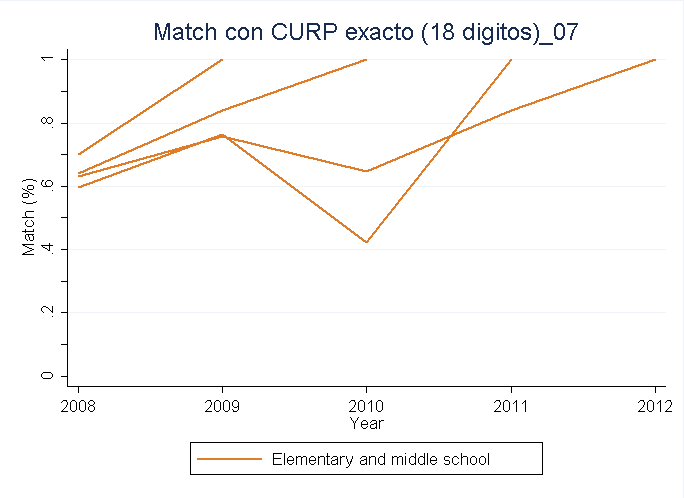 Match con CURP exacto (18 digitos)_07
Match (%)
1
.8
.6
.4
.2
0
2008 2009 2010 2011 2012
Year
Elementary and middle school